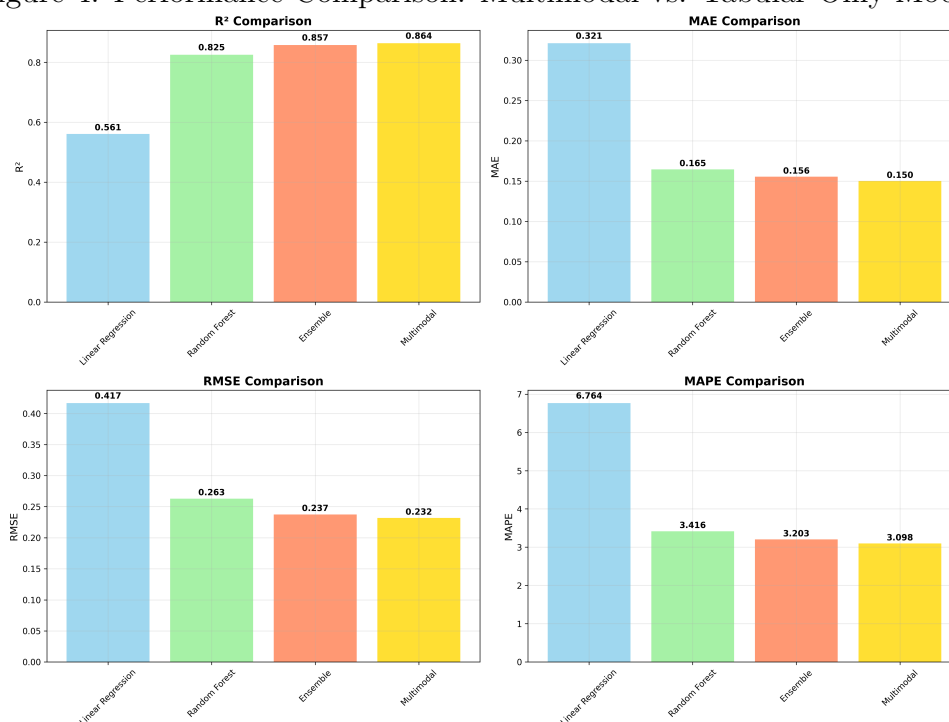 Performance Comparison: Multimodal vs. Tabular Only
R² Comparison
R²
0.8
0.6
0.4
0.2
0.0
0.561
0.825
0.857
0.864
Linear Regression
Random Forest
Ensemble
Multimodal
MAE Comparison
MAE
0.30
0.25
0.20
0.15
0.10
0.05
0.00
0.321
0.165
0.156
0.150
Linear Regression
Random Forest
Ensemble
Multimodal
RMSE Comparison
RMSE
0.40
0.35
0.30
0.25
0.20
0.15
0.10
0.05
0.00
0.417
0.263
0.237
0.232
Linear Regression
Random Forest
Ensemble
Multimodal
MAPE Comparison
MAPE
7
6
5
4
3
2
1
0
6.764
3.416
3.203
3.098
Linear Regression
Random Forest
Ensemble
Multimodal